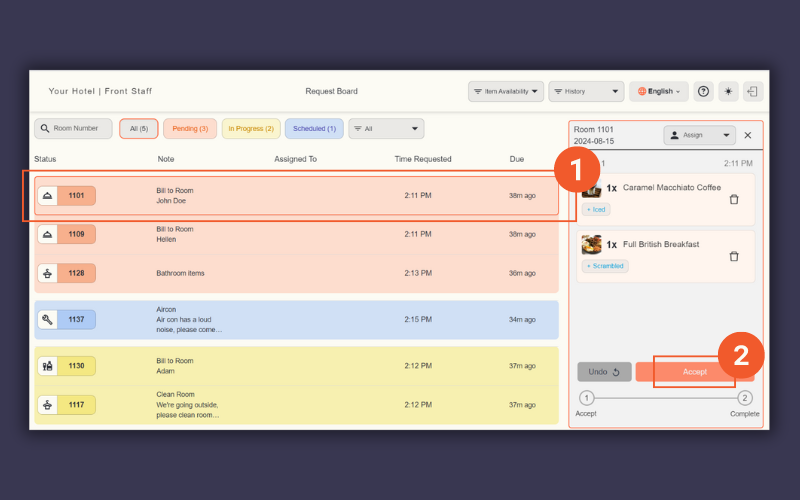 Your Hotel | Front Staff
Request Board
Item Availability
History
English
Room Number
All (5)
Pending (3)
In Progress (2)
Scheduled (1)
All
Status
Note
Assigned To
Time Requested
Due
1101
Bill to Room
John Doe
2:11 PM
38m ago
1109
Bill to Room
Hellen
2:11 PM
38m ago
1128
Bathroom items
2:13 PM
36m ago
1137
Aircon
Air con has a loud
noise, please come...
2:15 PM
34m ago
1130
Bill to Room
Adam
2:12 PM
37m ago
1117
Clean Room
We're going outside,
please clean room...
2:12 PM
37m ago
1
Room 1101
2024-08-15
Assign
2:11 PM
1x Caramel Macchiato Coffee
+ Iced
1x Full British Breakfast
+ Scrambled
2
Undo
Accept
1
2
Accept
Complete